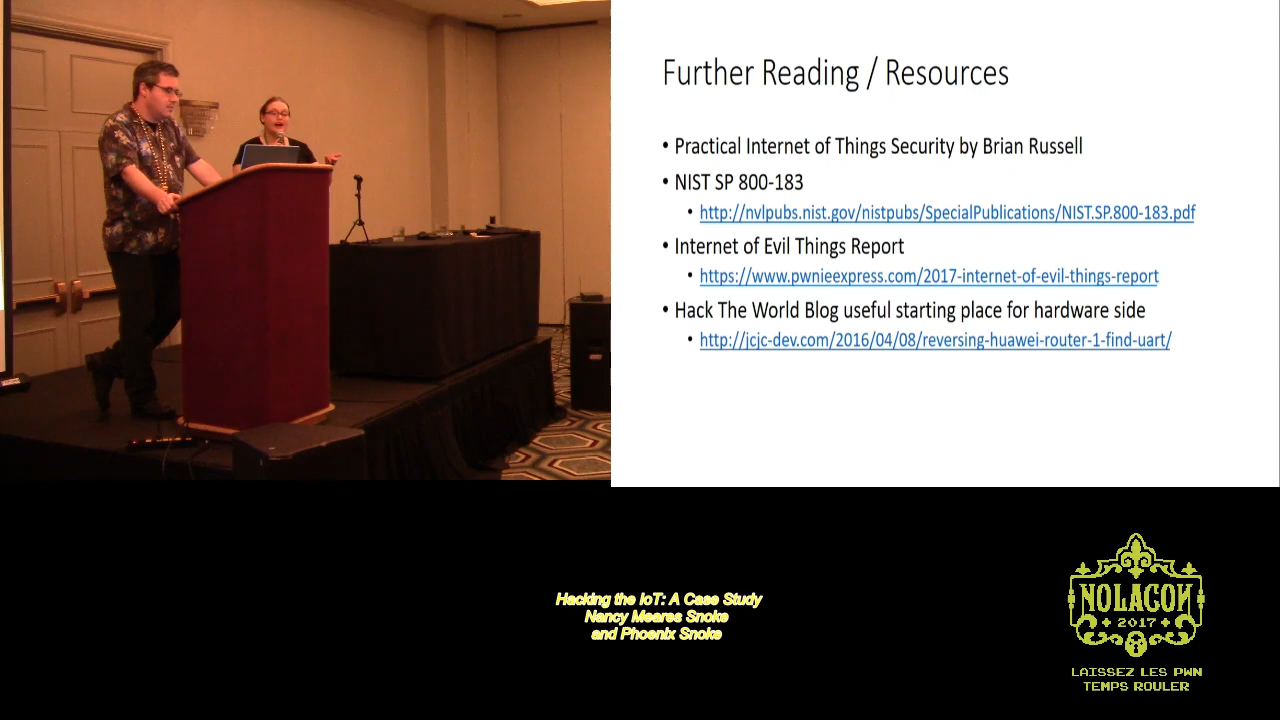 Further Reading / Resources
• Practical Internet of Things Security by Brian Russell
• NIST SP 800-183
• http://nvlpubs.nist.gov/nistpubs/SpecialPublications/NIST.SP.800-183.pdf
• Internet of Evil Things Report
• https://www.pwnieexpress.com/2017-internet-of-evil-things-report
• Hack The World Blog useful starting place for hardware side
• http://jcjc-dev.com/2016/04/08/reversing-huawei-router-1-find-uart/
Hacking the IoT: A Case Study
Nancy Meares Snoke
and Phoenix Snoke
NOLACON
2017
LAISSEZ LES PWN
TEMPS ROULER